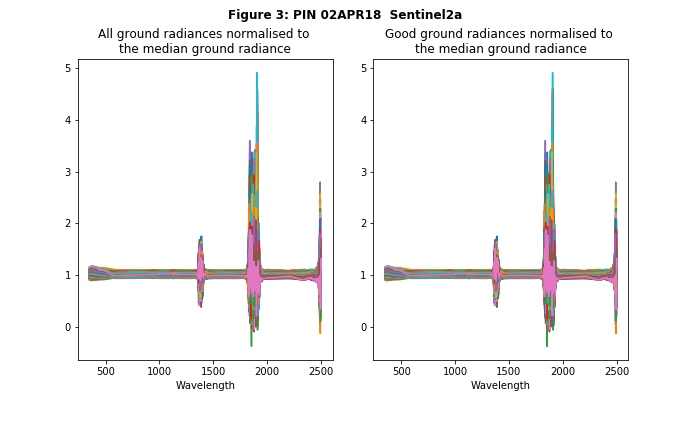 Figure 3: PIN 02APR18  Sentinel2a
All ground radiances normalised to
the median ground radiance
5
4
3
2
1
0
500 1000 1500 2000 2500
Wavelength
Good ground radiances normalised to
the median ground radiance
5
4
3
2
1
0
500 1000 1500 2000 2500
Wavelength